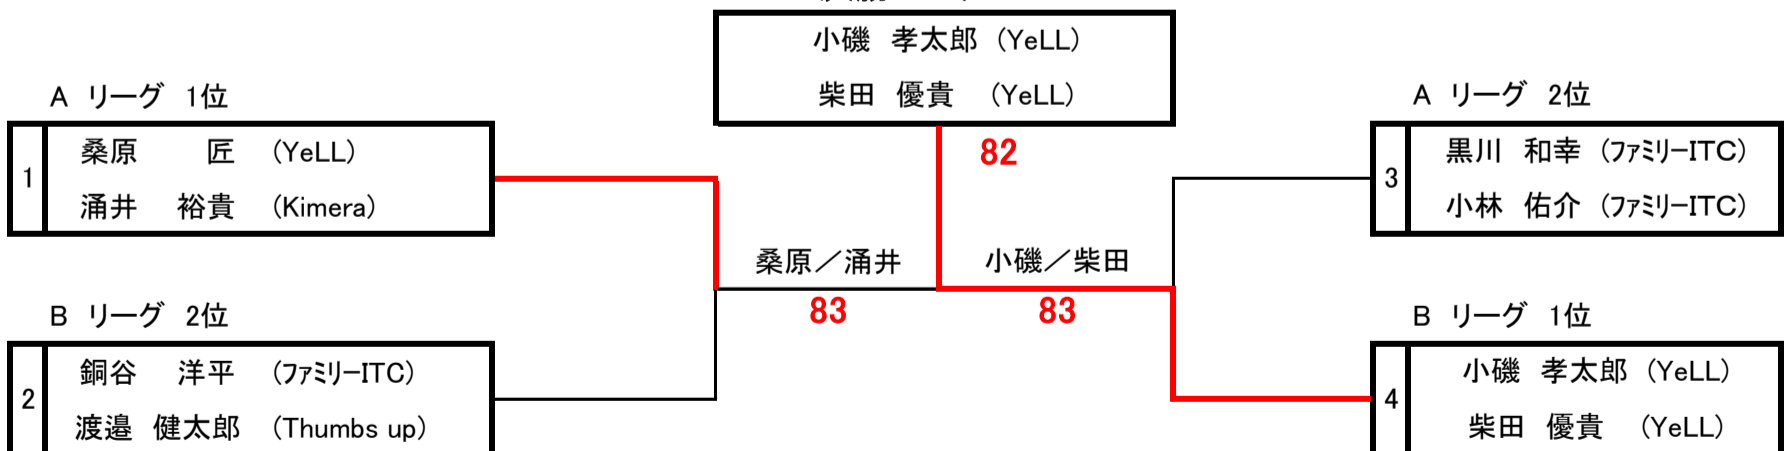 小磯 孝太郎 (YeLL)
柴田 優貴 (YeLL)
A リーグ 1位
1
桑原 匠 (YeLL)
涌井 裕貴 (Kimera)
82
A リーグ 2位
3
黒川 和幸 (ファミリーITC)
小林 佑介 (ファミリーITC)
桑原／涌井
83
小磯／柴田
83
B リーグ 2位
2
銅谷 洋平 (ファミリーITC)
渡邉 健太郎 (Thumbs up)
B リーグ 1位
4
小磯 孝太郎 (YeLL)
柴田 優貴 (YeLL)